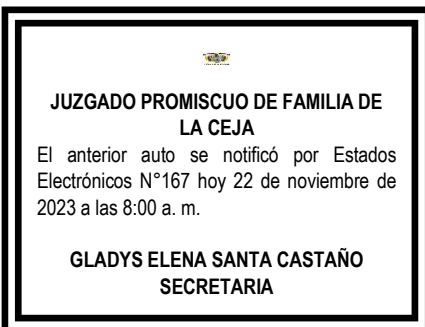 JUZGADO PROMISCUO DE FAMILIA DE
LA CEJA
El anterior auto se notificó por Estados
Electrónicos N°167 hoy 22 de noviembre de
2023 a las 8:00 a. m.
GLADYS ELENA SANTA CASTAÑO
SECRETARIA